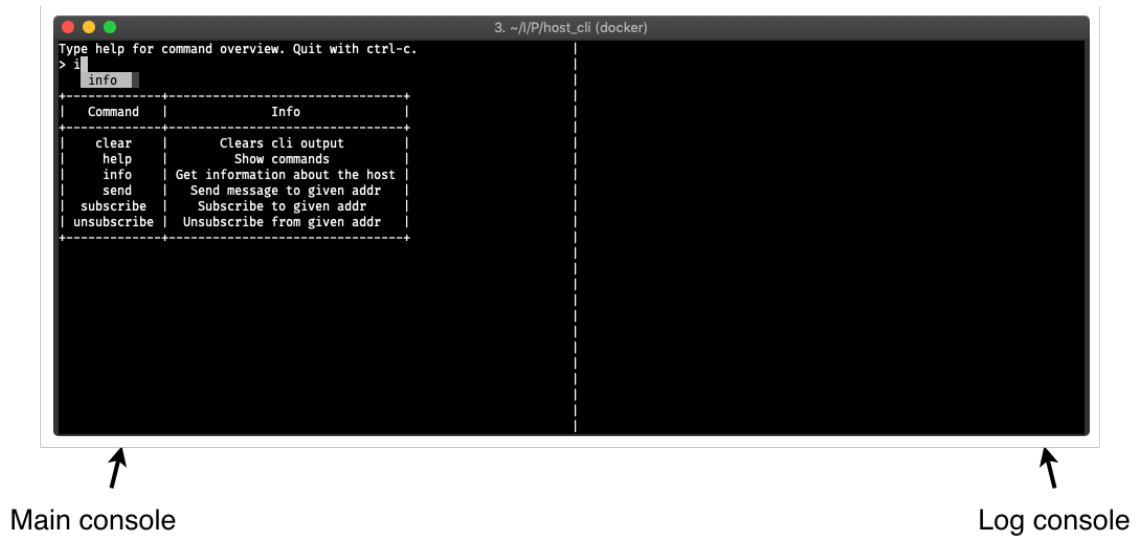 3. ~/I/P/host_cli (docker)
Type help for command overview. Quit with ctrl-c.
> i
info
Command | Info
clear | Clears cli output
help | Show commands
info | Get information about the host
send | Send message to given addr
subscribe | Subscribe to given addr
unsubscribe | Unsubscribe from given addr
Main console
Log console